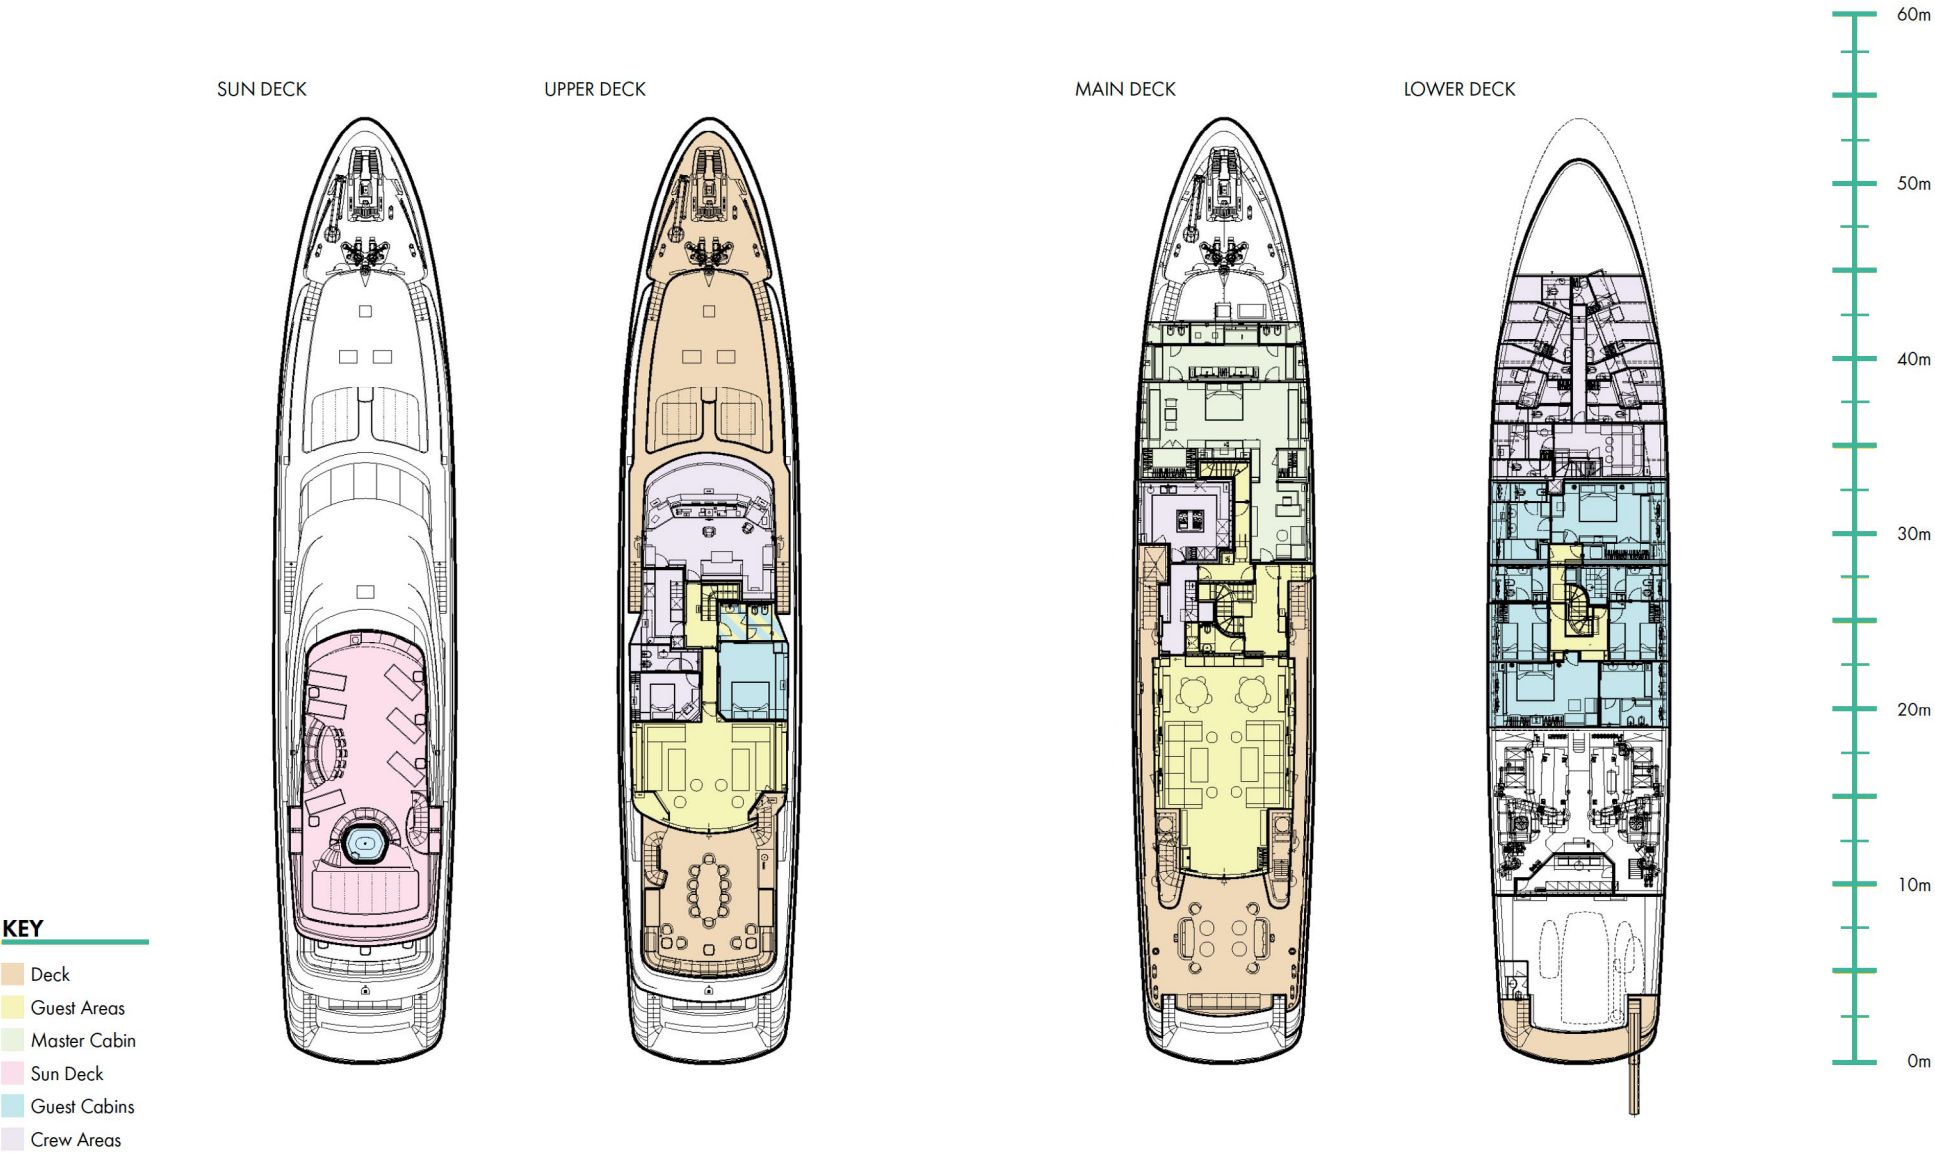 60m
SUN DECK
UPPER DECK
MAIN DECK
LOWER DECK
50m
40m
30m
20m
10m
KEY
Deck
Guest Areas
Master Cabin
0m
Sun Deck
Guest Cabins
Crew Areas